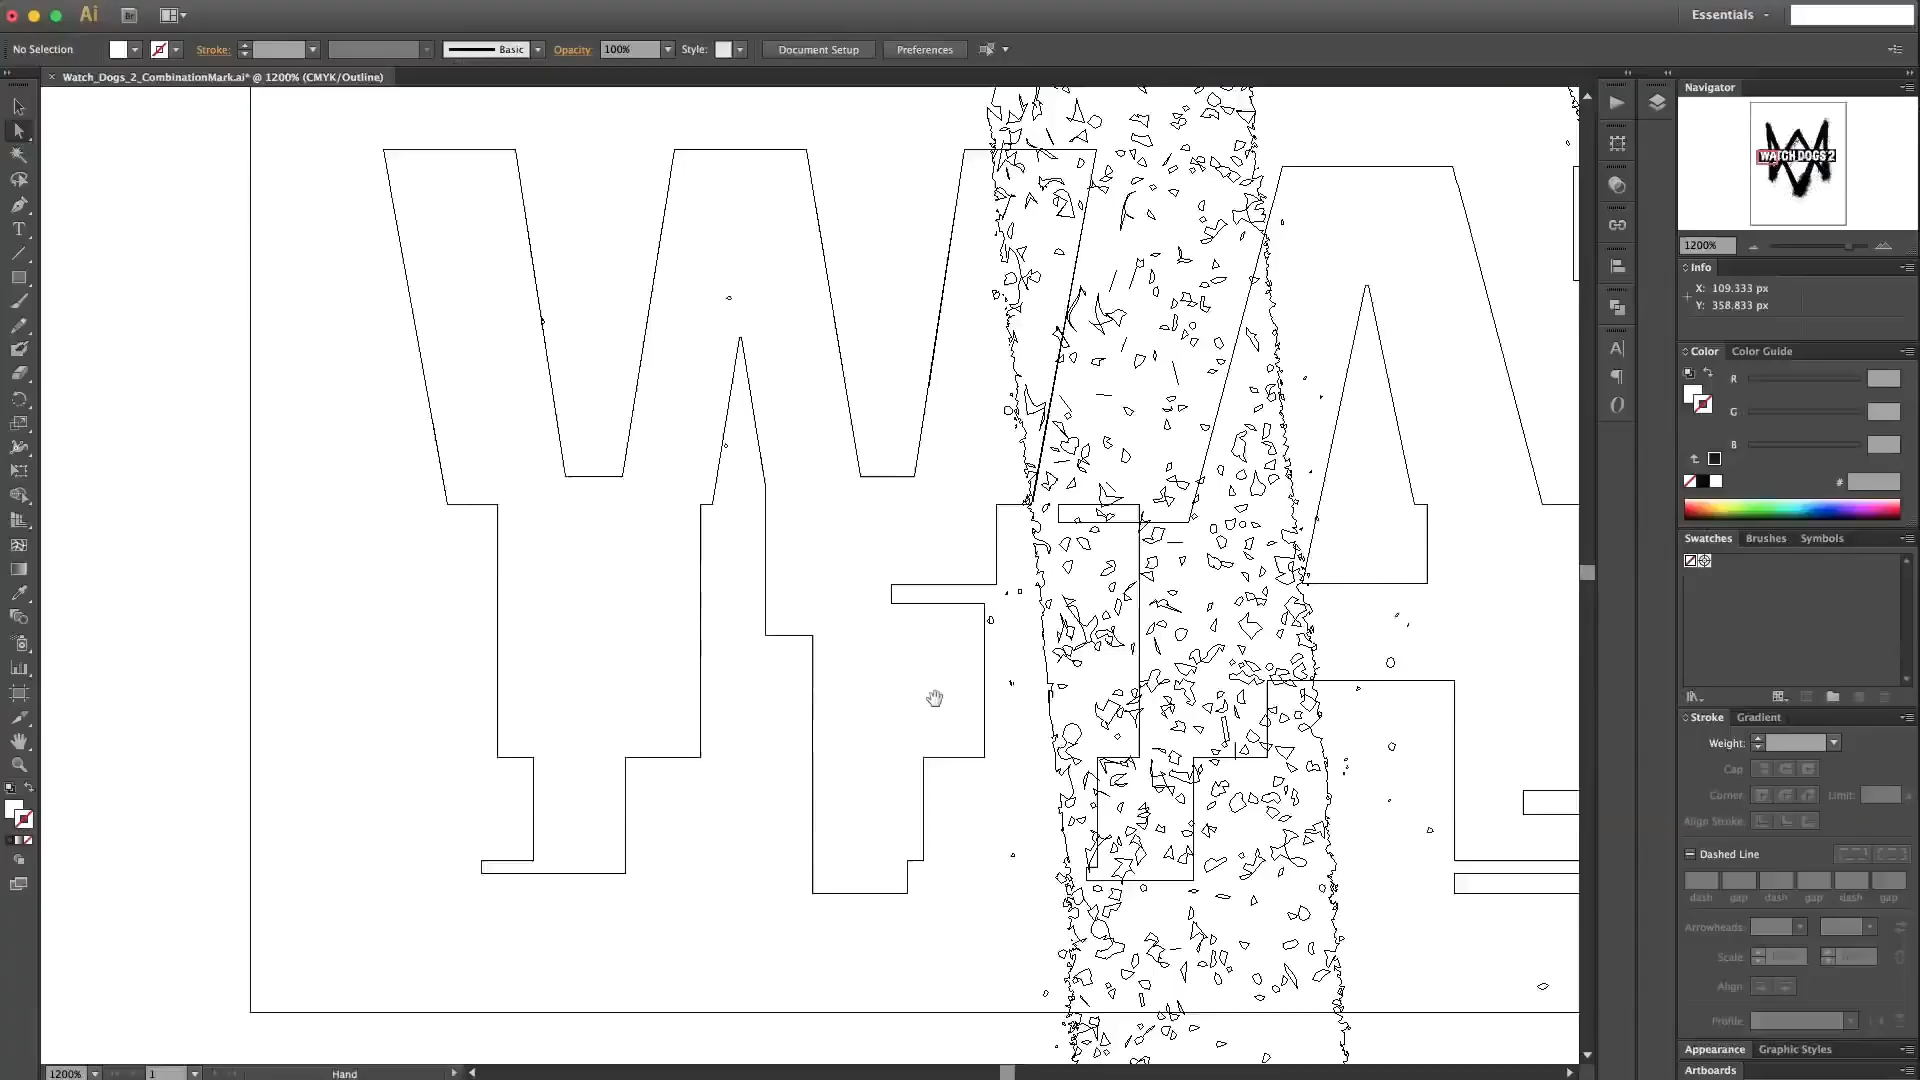 Ai Br Essentials
No Selection Stroke: Basic Opacity: 100% Style: Document Setup Preferences
× Watch_Dogs_2_CombinationMark.ai* @ 1200% (CMYK/Outline)
Navigator
WATCH DOGS 2
1200%
Info
X: 109.333 px
Y: 358.833 px
Color Color Guide
R
G
B
#
Swatches Brushes Symbols
Stroke Gradient
Weight:
Cap
Corner: Limit:
Align Stroke:
Dashed Line
dash gap dash gap dash gap
Arrowheads:
Scale:
Align:
Profile:
Appearance Graphic Styles
Artboards
WA
T
A
1200% 1 Hand